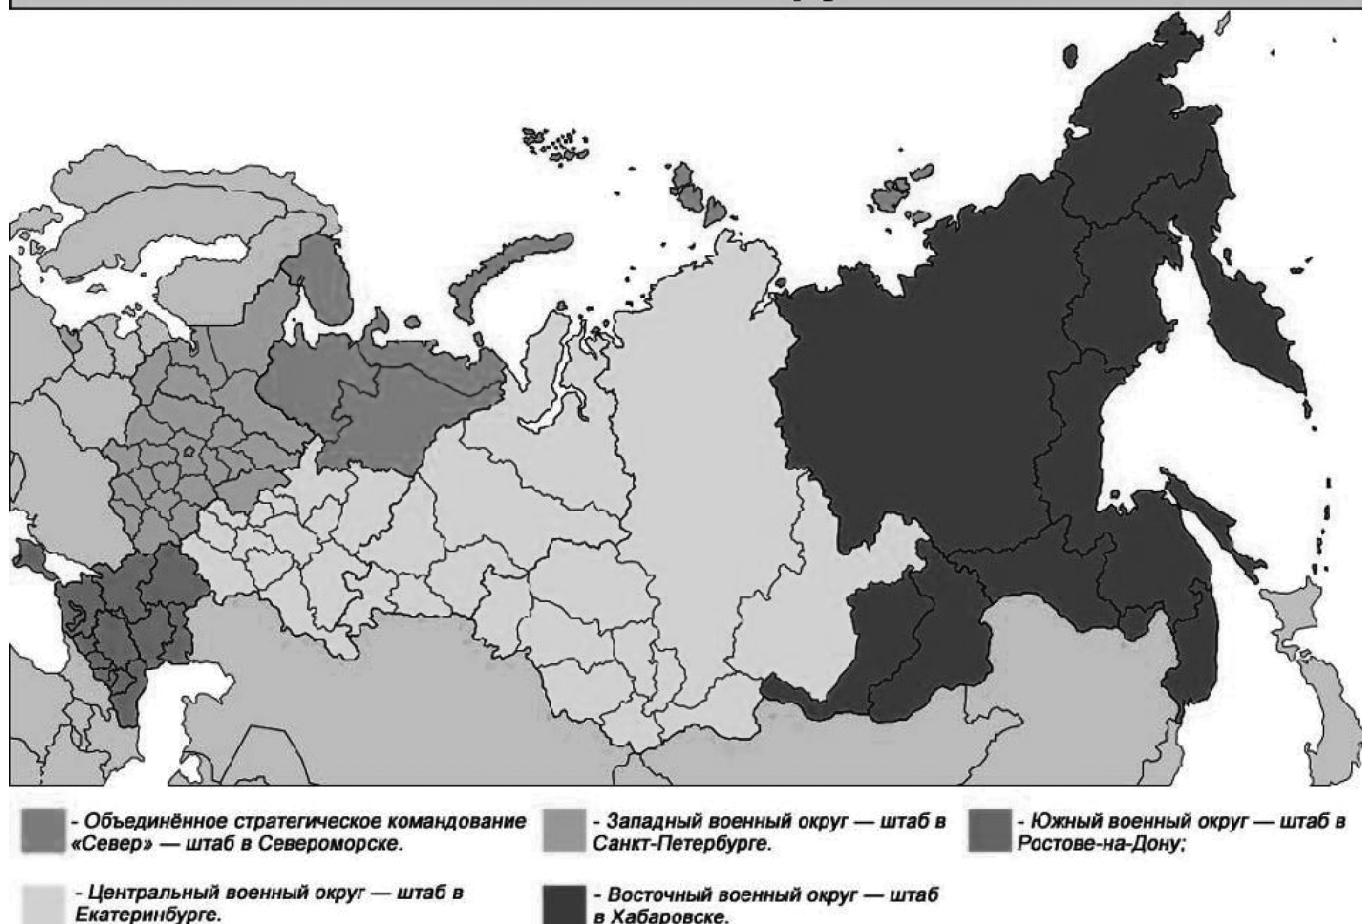 - Объединённое стратегическое командование
«Север» — штаб в Североморске.
- Западный военный округ — штаб в
Санкт-Петербурге.
- Южный военный округ — штаб в
Ростове-на-Дону;
- Центральный военный округ — штаб в
Екатеринбурге.
- Восточный военный округ — штаб
в Хабаровске.